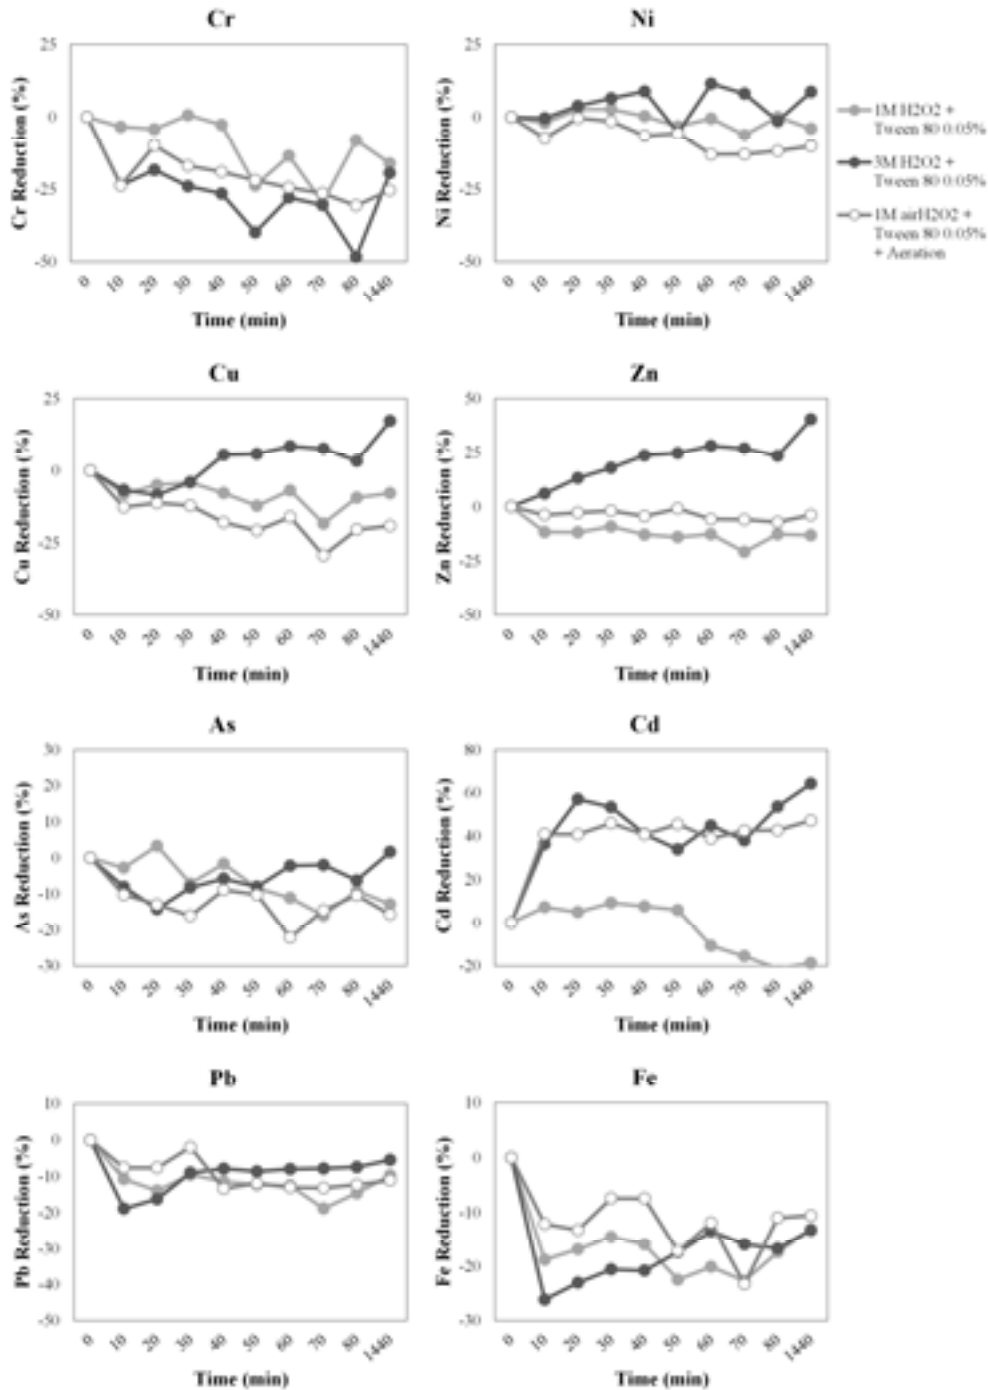 Cr
Cr Reduction (%)
25
0
-25
-50
0 10 20 30 40 50 60 70 80 1440
Time (min)
Ni
Ni Reduction (%)
25
0
-25
-50
0 10 20 30 40 50 60 70 80 1440
Time (min)
1M H2O2 +
Tween 80 0.05%
3M H2O2 +
Tween 80 0.05%
1M airH2O2 +
Tween 80 0.05%
+ Aeration
Cu
Cu Reduction (%)
25
0
-25
-50
0 10 20 30 40 50 60 70 80 1440
Time (min)
Zn
Zn Reduction (%)
50
25
0
-25
-50
0 10 20 30 40 50 60 70 80 1440
Time (min)
As
As Reduction (%)
30
20
10
0
-10
-20
-30
0 10 20 30 40 50 60 70 80 1440
Time (min)
Cd
Cd Reduction (%)
80
60
40
20
0
-20
0 10 20 30 40 50 60 70 80 1440
Time (min)
Pb
Pb Reduction (%)
10
0
-10
-20
-30
-40
-50
0 10 20 30 40 50 60 70 80 1440
Time (min)
Fe
Fe Reduction (%)
10
0
-10
-20
-30
0 10 20 30 40 50 60 70 80 1440
Time (min)